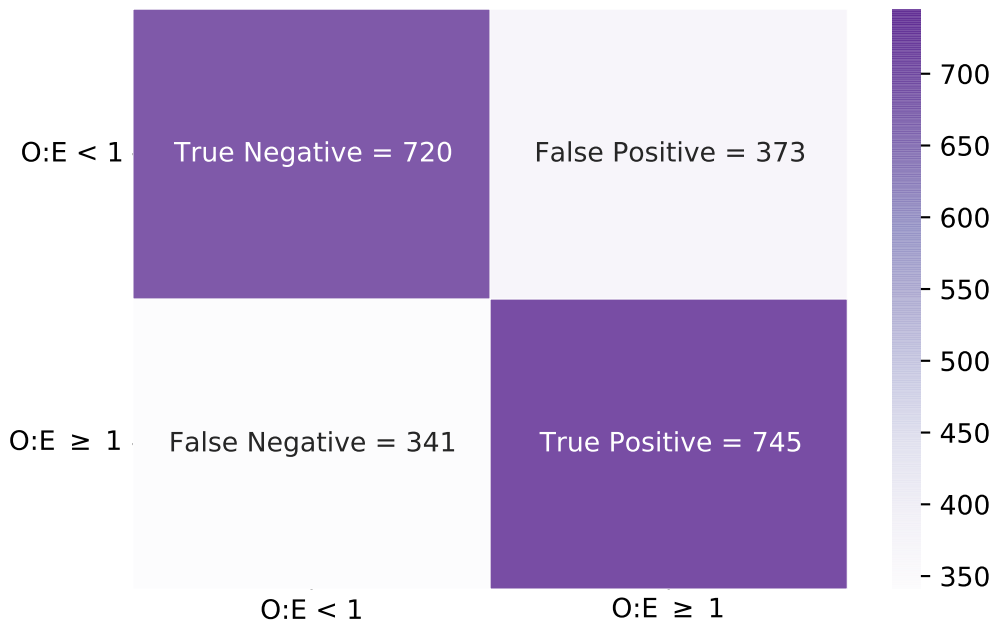 O:E < 1
True Negative = 720
False Positive = 373
O:E ≥ 1
False Negative = 341
True Positive = 745
O:E < 1
O:E ≥ 1
700
650
600
550
500
450
400
350